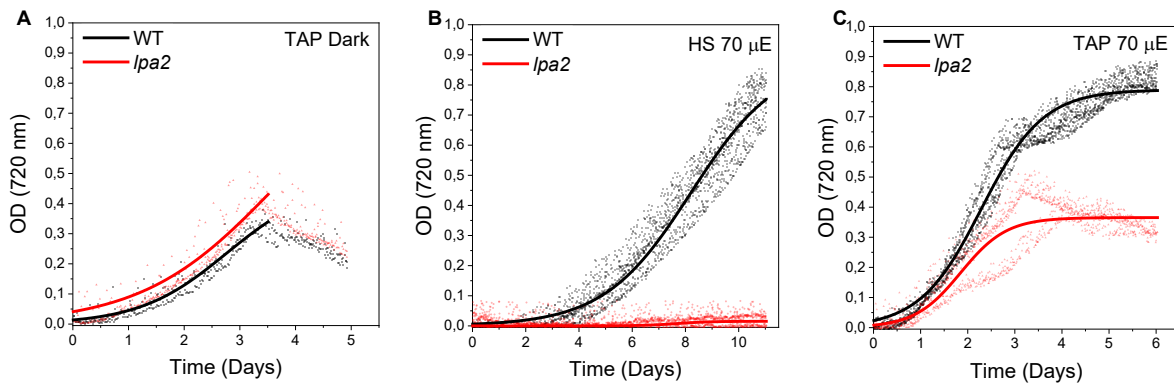 A
WT
lpa2
TAP Dark
1,0
0,9
0,8
0,7
0,6
0,5
0,4
0,3
0,2
0,1
0,0
OD (720 nm)
0 1 2 3 4 5
Time (Days)
B
WT
lpa2
HS 70 μE
1,0
0,9
0,8
0,7
0,6
0,5
0,4
0,3
0,2
0,1
0,0
OD (720 nm)
0 2 4 6 8 10
Time (Days)
C
WT
lpa2
TAP 70 μE
1,0
0,9
0,8
0,7
0,6
0,5
0,4
0,3
0,2
0,1
0,0
OD (720 nm)
0 1 2 3 4 5 6
Time (Days)